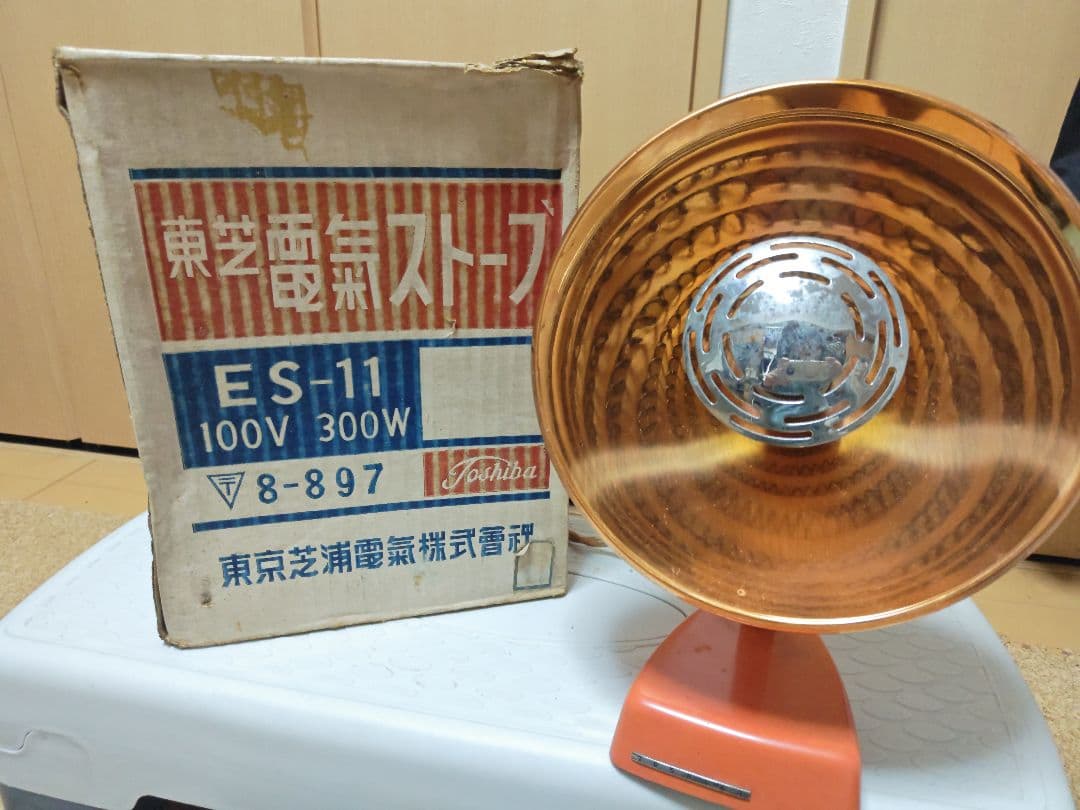 東芝電氣ストーブ
ES-11
100V 300W
〒8-897
Toshiba
東京芝浦電氣株式會社
TOSHIBA